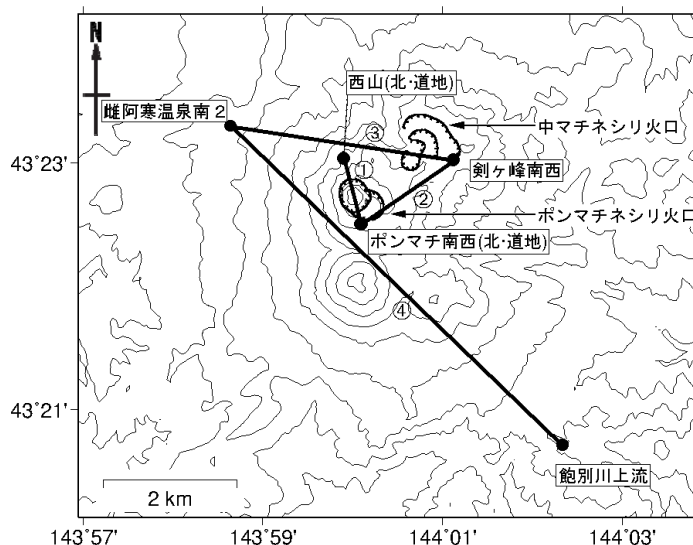 N
西山(北･道地)
雌阿寒温泉南２
中マチネシリ火口
③
43˚23'
①
剣ヶ峰南西
②
ポンマチネシリ火口
ポンマチ南西(北･道地)
④
43˚21'
飽別川上流
2 km
143˚57'
143˚59'
144˚01'
144˚03'